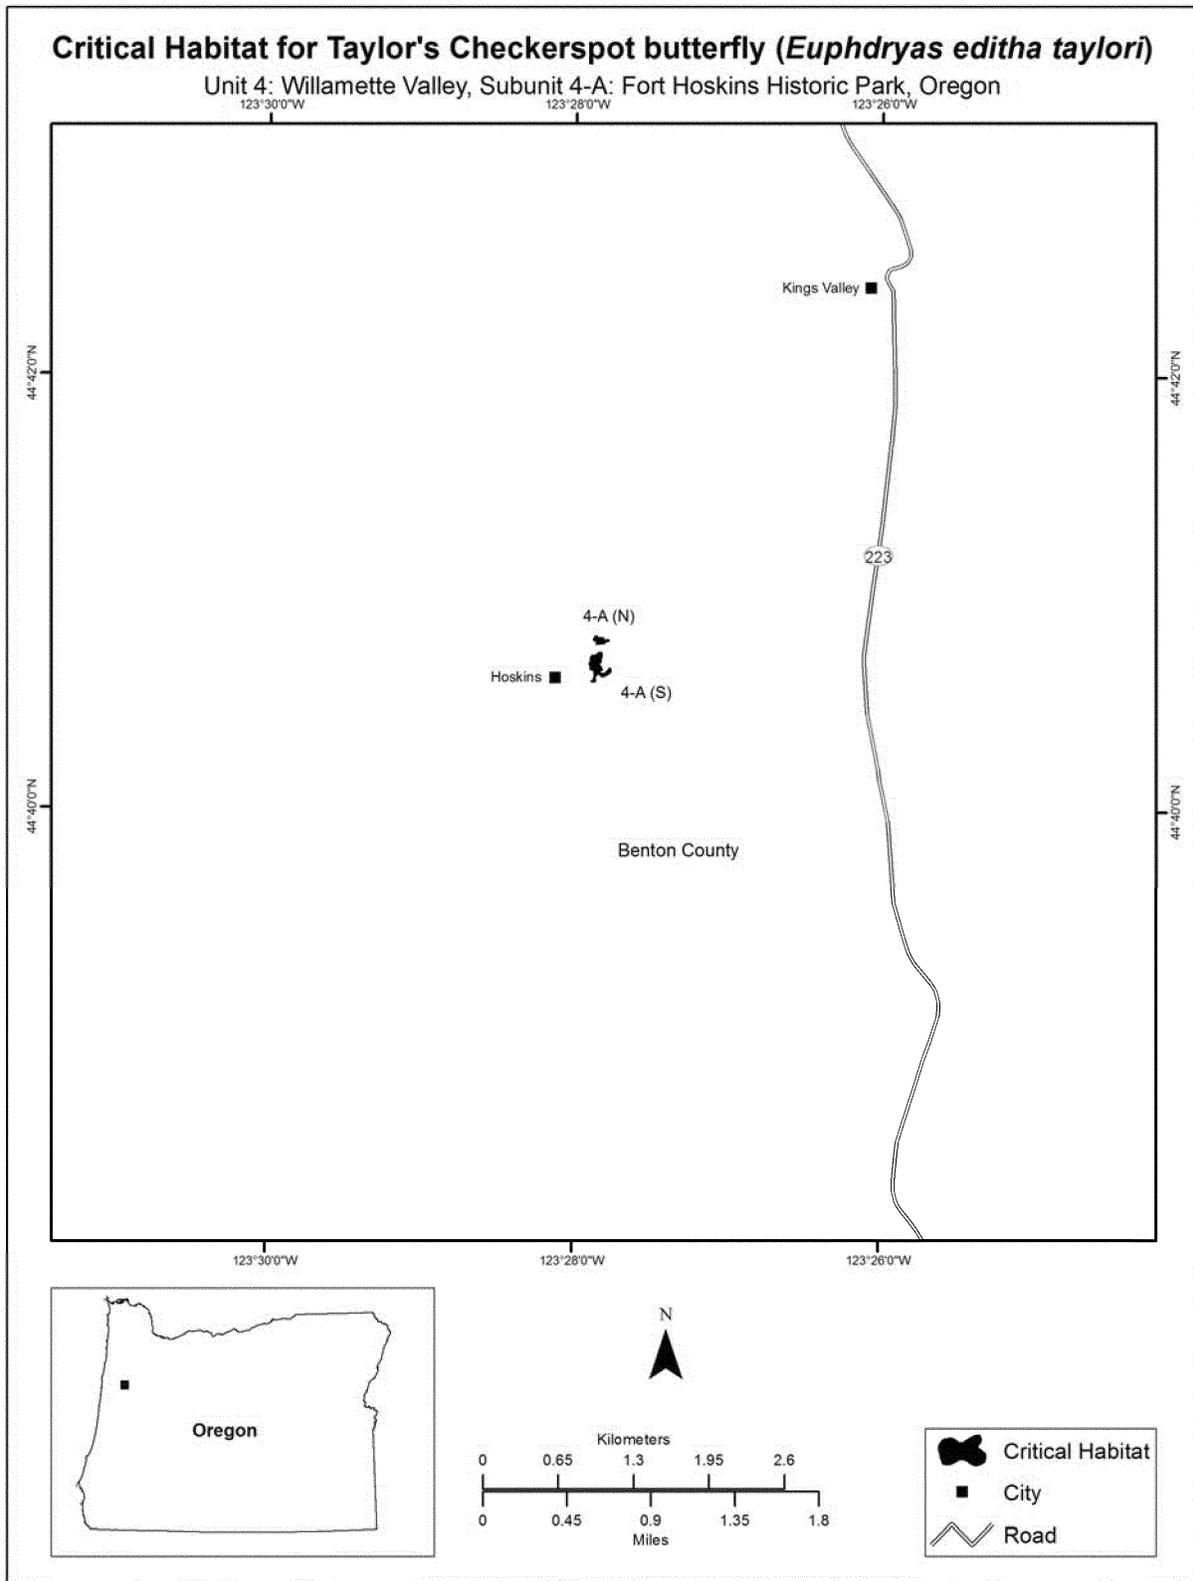 Critical Habitat for Taylor's Checkerspot butterfly (Euphdryas editha taylori)
Unit 4: Willamette Valley, Subunit 4-A: Fort Hoskins Historic Park, Oregon
123°30'0"W 123°28'0"W 123°26'0"W
Kings Valley
44°42'0"N 44°42'0"N
223
4-A (N)
Hoskins
4-A (S)
44°40'0"N 44°40'0"N
Benton County
123°30'0"W 123°28'0"W 123°26'0"W
N
Oregon
Kilometers
0 0.65 1.3 1.95 2.6
0 0.45 0.9 1.35 1.8
Miles
Critical Habitat
City
Road